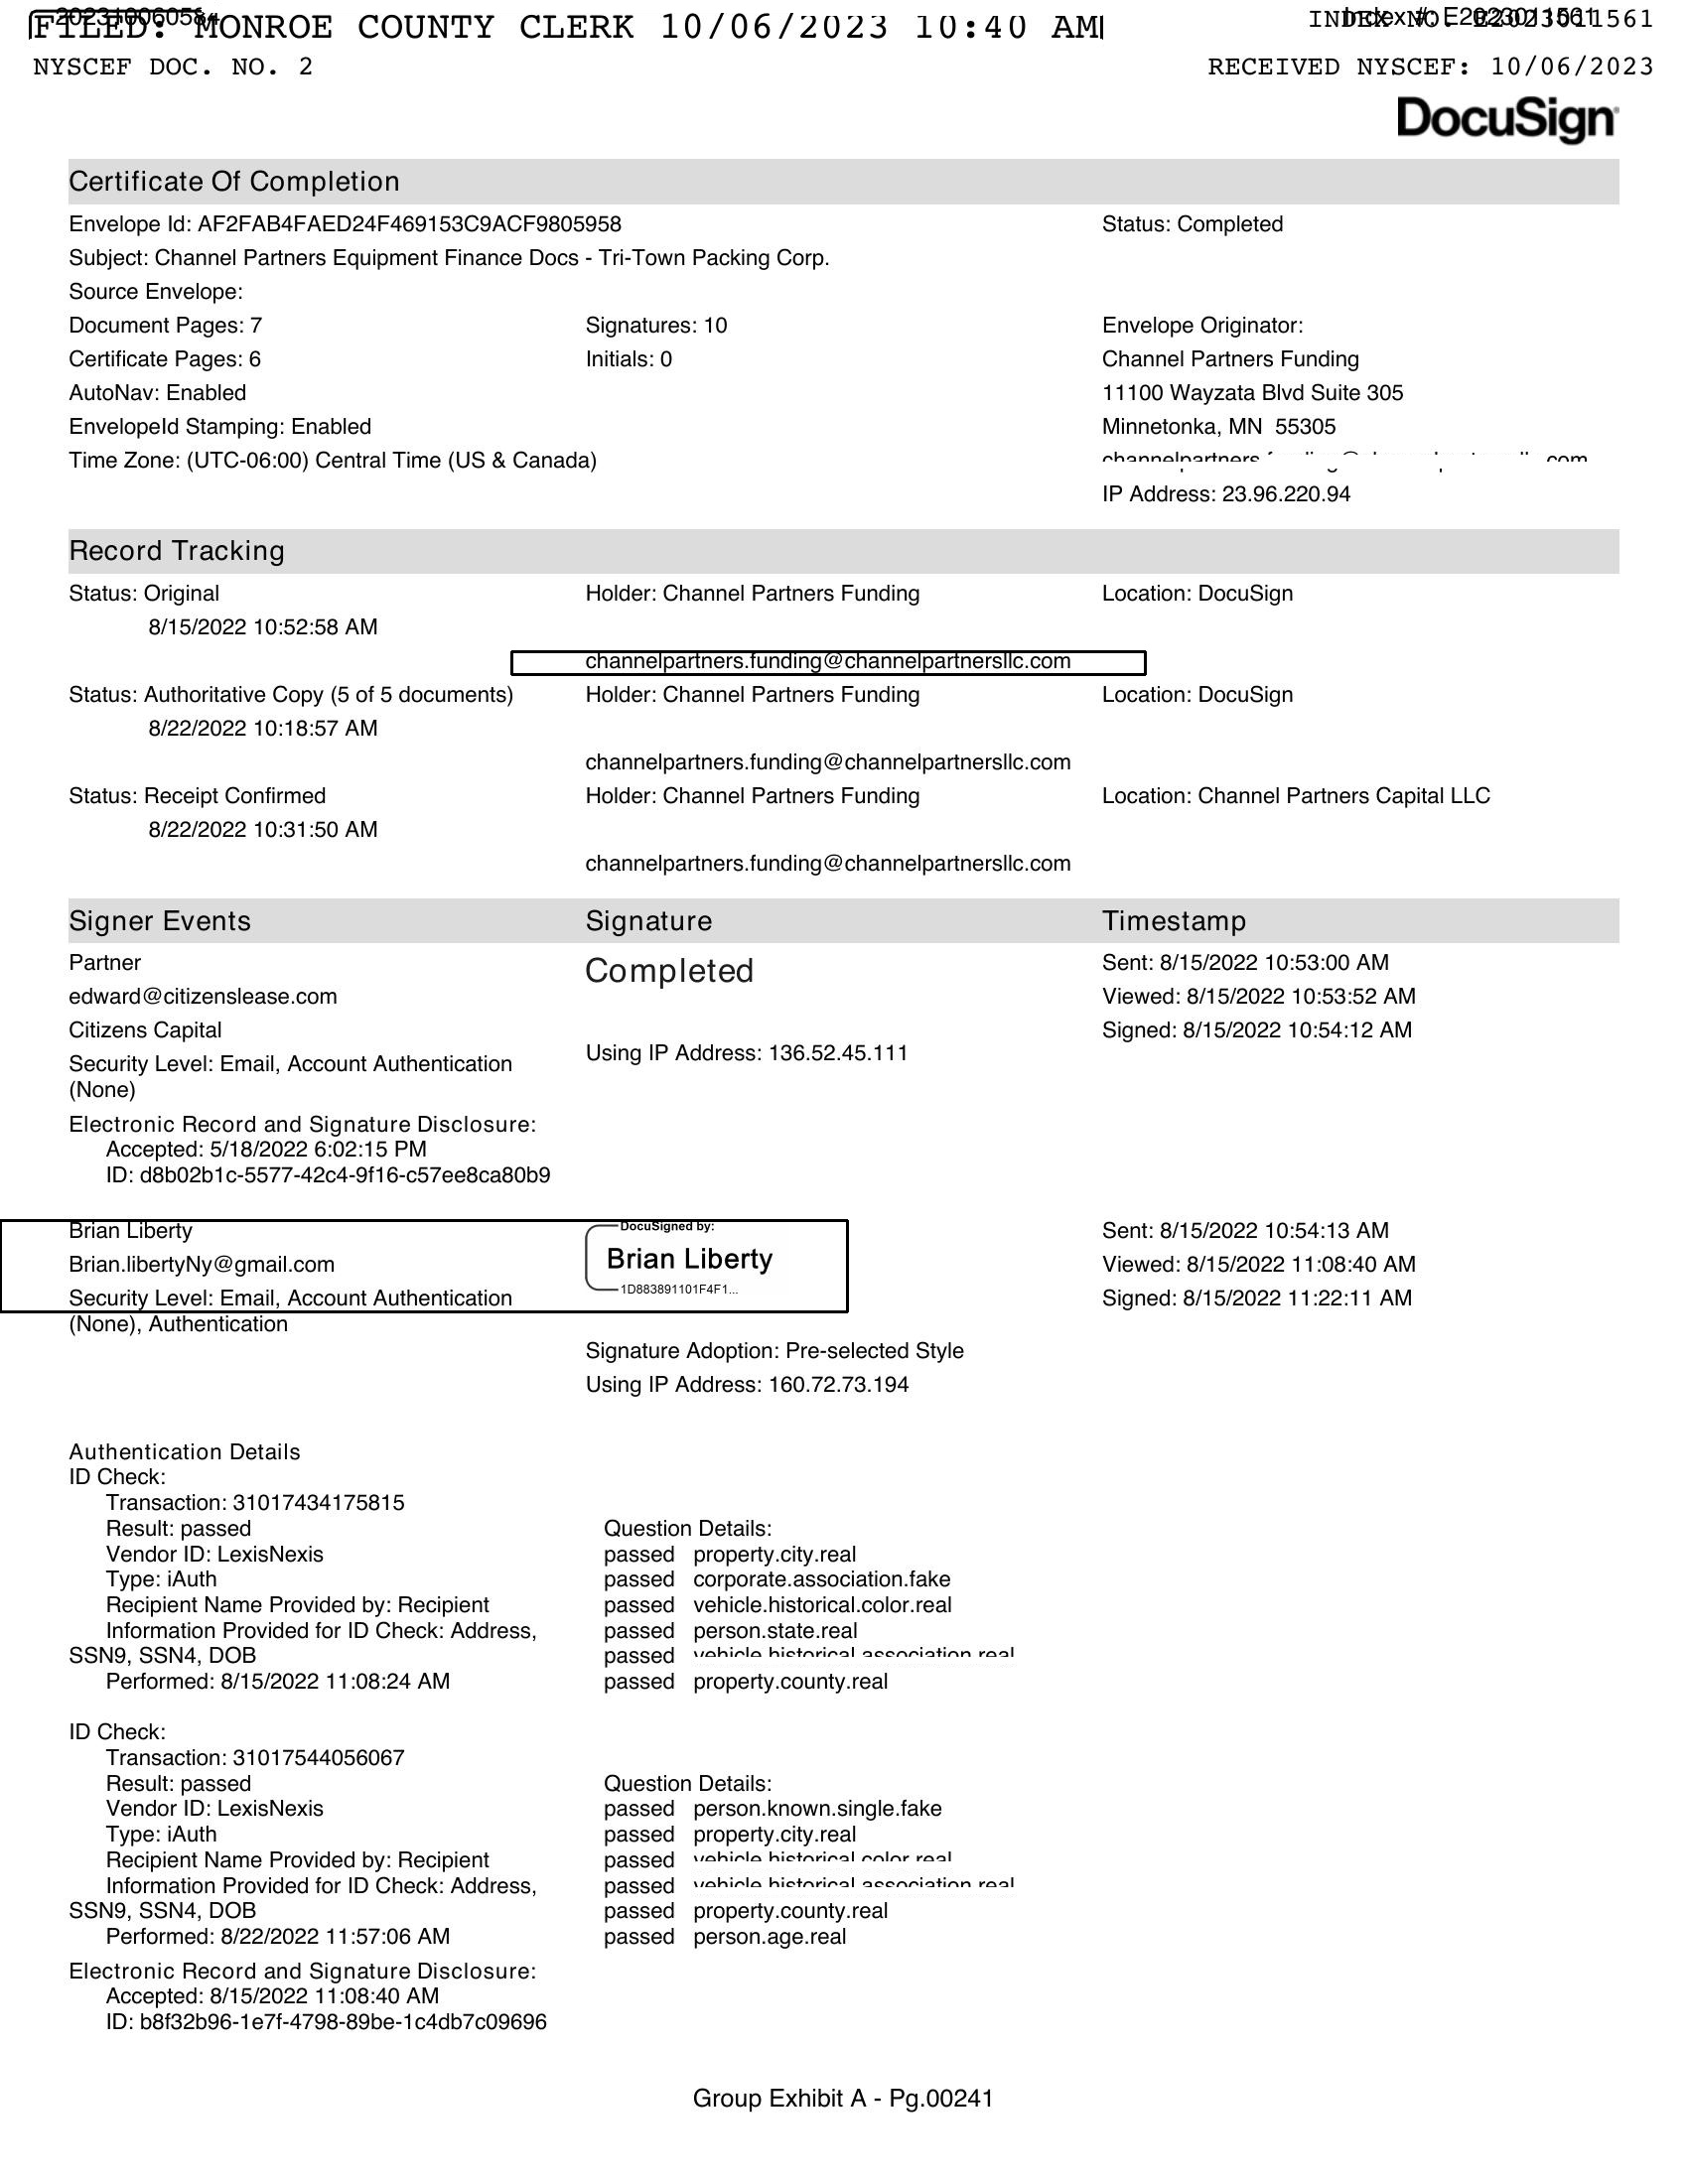 202310060584
FILED: MONROE COUNTY CLERK 10/06/2023 10:40 AM
INDEX NO. E2023011561
Index #: E2023011561
NYSCEF DOC. NO. 2
RECEIVED NYSCEF: 10/06/2023
DocuSign
Certificate Of Completion
Envelope Id: AF2FAB4FAED24F469153C9ACF9805958
Status: Completed
Subject: Channel Partners Equipment Finance Docs - Tri-Town Packing Corp.
Source Envelope:
Document Pages: 7
Signatures: 10
Envelope Originator:
Certificate Pages: 6
Initials: 0
Channel Partners Funding
AutoNav: Enabled
11100 Wayzata Blvd Suite 305
EnvelopeId Stamping: Enabled
Minnetonka, MN  55305
Time Zone: (UTC-06:00) Central Time (US & Canada)
channelpartners.funding@channelpartnersllc.com
IP Address: 23.96.220.94
Record Tracking
Status: Original
Holder: Channel Partners Funding
Location: DocuSign
8/15/2022 10:52:58 AM
channelpartners.funding@channelpartnersllc.com
Status: Authoritative Copy (5 of 5 documents)
Holder: Channel Partners Funding
Location: DocuSign
8/22/2022 10:18:57 AM
channelpartners.funding@channelpartnersllc.com
Status: Receipt Confirmed
Holder: Channel Partners Funding
Location: Channel Partners Capital LLC
8/22/2022 10:31:50 AM
channelpartners.funding@channelpartnersllc.com
Signer Events
Signature
Timestamp
Partner
Completed
Sent: 8/15/2022 10:53:00 AM
edward@citizenslease.com
Viewed: 8/15/2022 10:53:52 AM
Citizens Capital
Signed: 8/15/2022 10:54:12 AM
Security Level: Email, Account Authentication
(None)
Using IP Address: 136.52.45.111
Electronic Record and Signature Disclosure:
Accepted: 5/18/2022 6:02:15 PM
ID: d8b02b1c-5577-42c4-9f16-c57ee8ca80b9
Brian Liberty
DocuSigned by:
Sent: 8/15/2022 10:54:13 AM
Brian.libertyNy@gmail.com
Brian Liberty
Viewed: 8/15/2022 11:08:40 AM
Security Level: Email, Account Authentication
1D883891101F4F1...
Signed: 8/15/2022 11:22:11 AM
(None), Authentication
Signature Adoption: Pre-selected Style
Using IP Address: 160.72.73.194
Authentication Details
ID Check:
Transaction: 31017434175815
Result: passed
Question Details:
Vendor ID: LexisNexis
passed property.city.real
Type: iAuth
passed corporate.association.fake
Recipient Name Provided by: Recipient
passed vehicle.historical.color.real
Information Provided for ID Check: Address,
passed person.state.real
SSN9, SSN4, DOB
passed vehicle.historical.association.real
Performed: 8/15/2022 11:08:24 AM
passed property.county.real
ID Check:
Transaction: 31017544056067
Result: passed
Question Details:
Vendor ID: LexisNexis
passed person.known.single.fake
Type: iAuth
passed property.city.real
Recipient Name Provided by: Recipient
passed vehicle.historical.color.real
Information Provided for ID Check: Address,
passed vehicle.historical.association.real
SSN9, SSN4, DOB
passed property.county.real
Performed: 8/22/2022 11:57:06 AM
passed person.age.real
Electronic Record and Signature Disclosure:
Accepted: 8/15/2022 11:08:40 AM
ID: b8f32b96-1e7f-4798-89be-1c4db7c09696
Group Exhibit A - Pg.00241